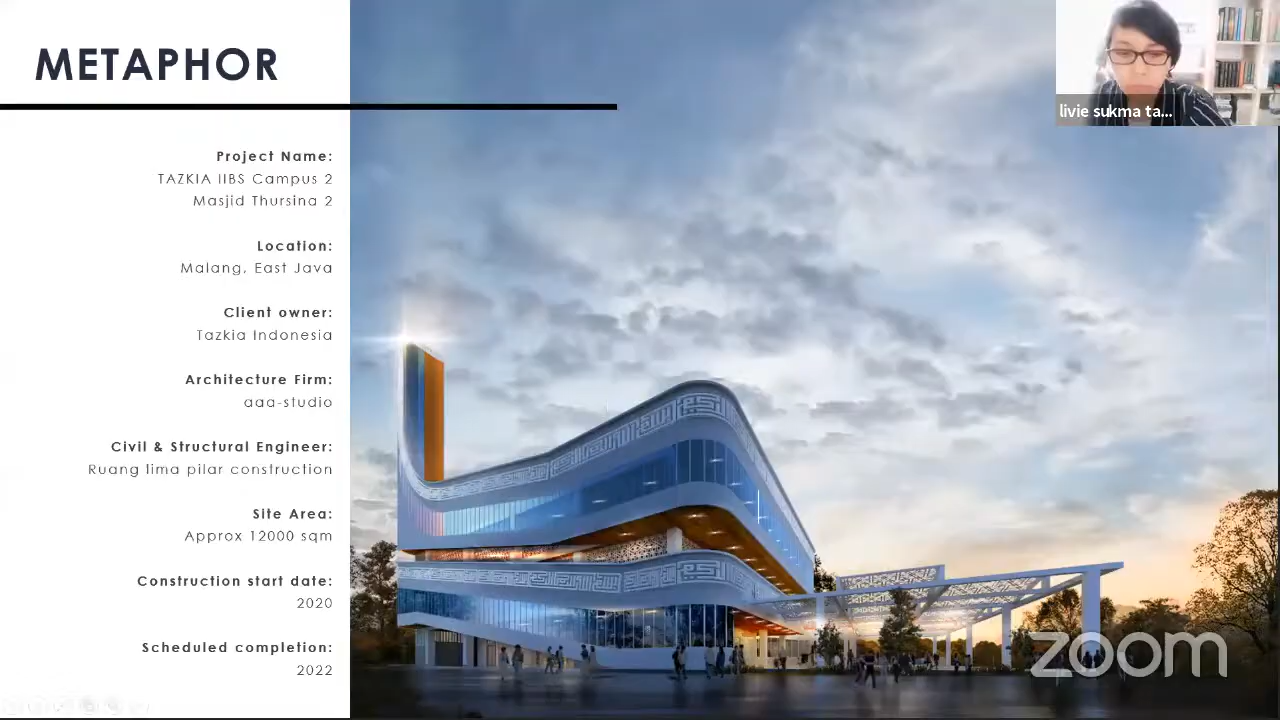 METAPHOR
Project Name:
TAZKIA IIBS Campus 2
Masjid Thursina 2
Location:
Malang, East Java
Client owner:
Tazkia Indonesia
Architecture Firm:
aaa-studio
Civil & Structural Engineer:
Ruang lima pilar construction
Site Area:
Approx 12000 sqm
Construction start date:
2020
Scheduled completion:
2022
livie sukma ta...
zoom